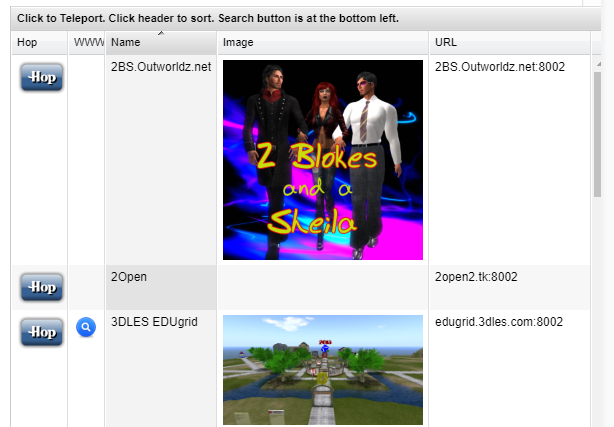 Click to Teleport. Click header to sort. Search button is at the bottom left.
Hop WWW Name Image URL
Hop 2BS.Outworldz.net 2BS.Outworldz.net:8002
2 Blokes
and a
Sheila
Hop 2Open 2open2.tk:8002
Hop 3DLES EDUgrid edugrid.3dles.com:8002